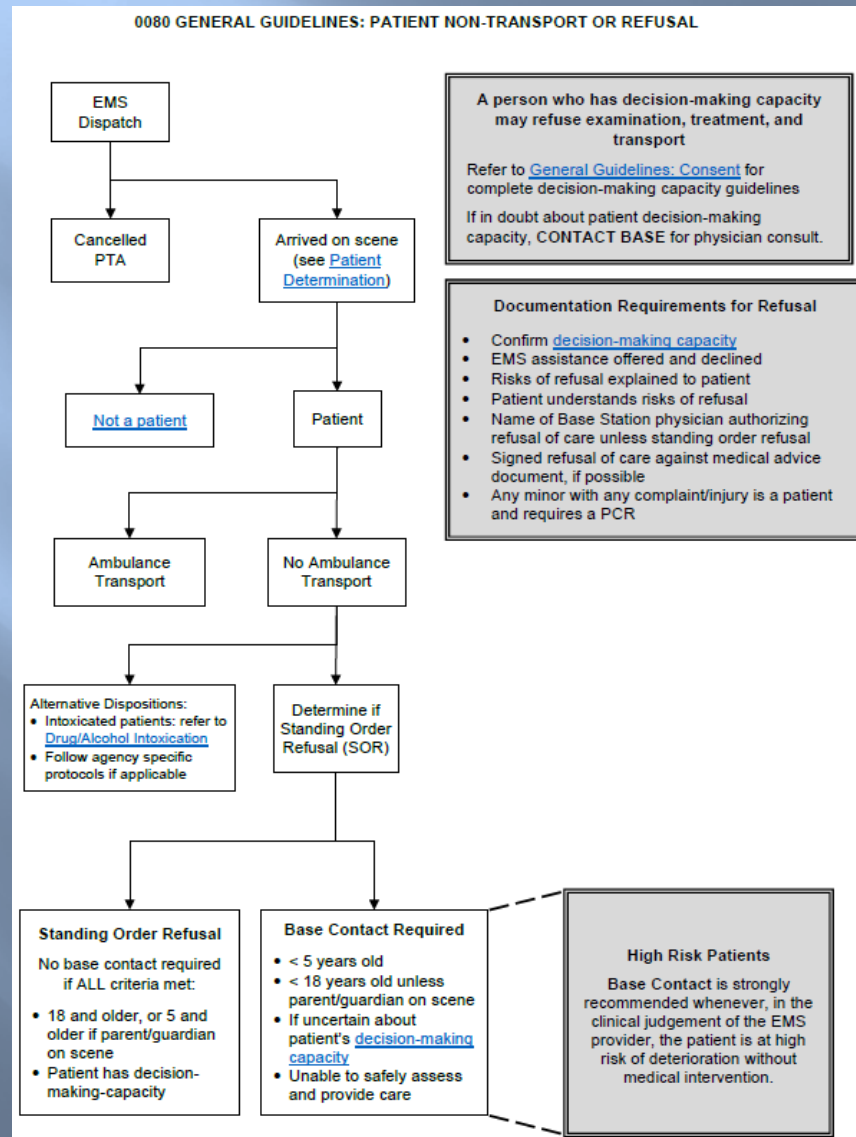 0080 GENERAL GUIDELINES: PATIENT NON-TRANSPORT OR REFUSAL
EMS
Dispatch
Cancelled
PTA
Arrived on scene
(see Patient
Determination)
Not a patient
Patient
Ambulance
Transport
No Ambulance
Transport
Alternative Dispositions:
• Intoxicated patients: refer to
Drug/Alcohol Intoxication
• Follow agency specific
protocols if applicable
Determine if
Standing Order
Refusal (SOR)
Standing Order Refusal
No base contact required
if ALL criteria met:
• 18 and older, or 5 and
older if parent/guardian
on scene
• Patient has decision-
making-capacity
Base Contact Required
• < 5 years old
• < 18 years old unless
parent/guardian on scene
• If uncertain about
patient's decision-making
capacity
• Unable to safely assess
and provide care
A person who has decision-making capacity
may refuse examination, treatment, and
transport
Refer to General Guidelines: Consent for
complete decision-making capacity guidelines
If in doubt about patient decision-making
capacity, CONTACT BASE for physician consult.
Documentation Requirements for Refusal
• Confirm decision-making capacity
• EMS assistance offered and declined
• Risks of refusal explained to patient
• Patient understands risks of refusal
• Name of Base Station physician authorizing
refusal of care unless standing order refusal
• Signed refusal of care against medical advice
document, if possible
• Any minor with any complaint/injury is a patient
and requires a PCR
High Risk Patients
Base Contact is strongly
recommended whenever, in the
clinical judgement of the EMS
provider, the patient is at high
risk of deterioration without
medical intervention.